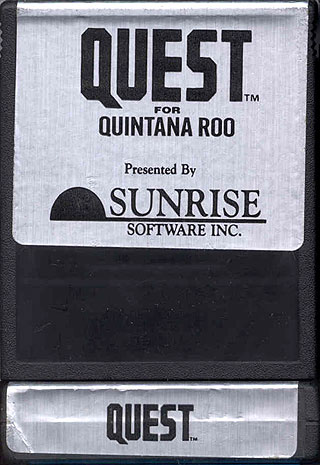 QUEST™
FOR
QUINTANA ROO
Presented By
SUNRISE
SOFTWARE INC.
QUEST™